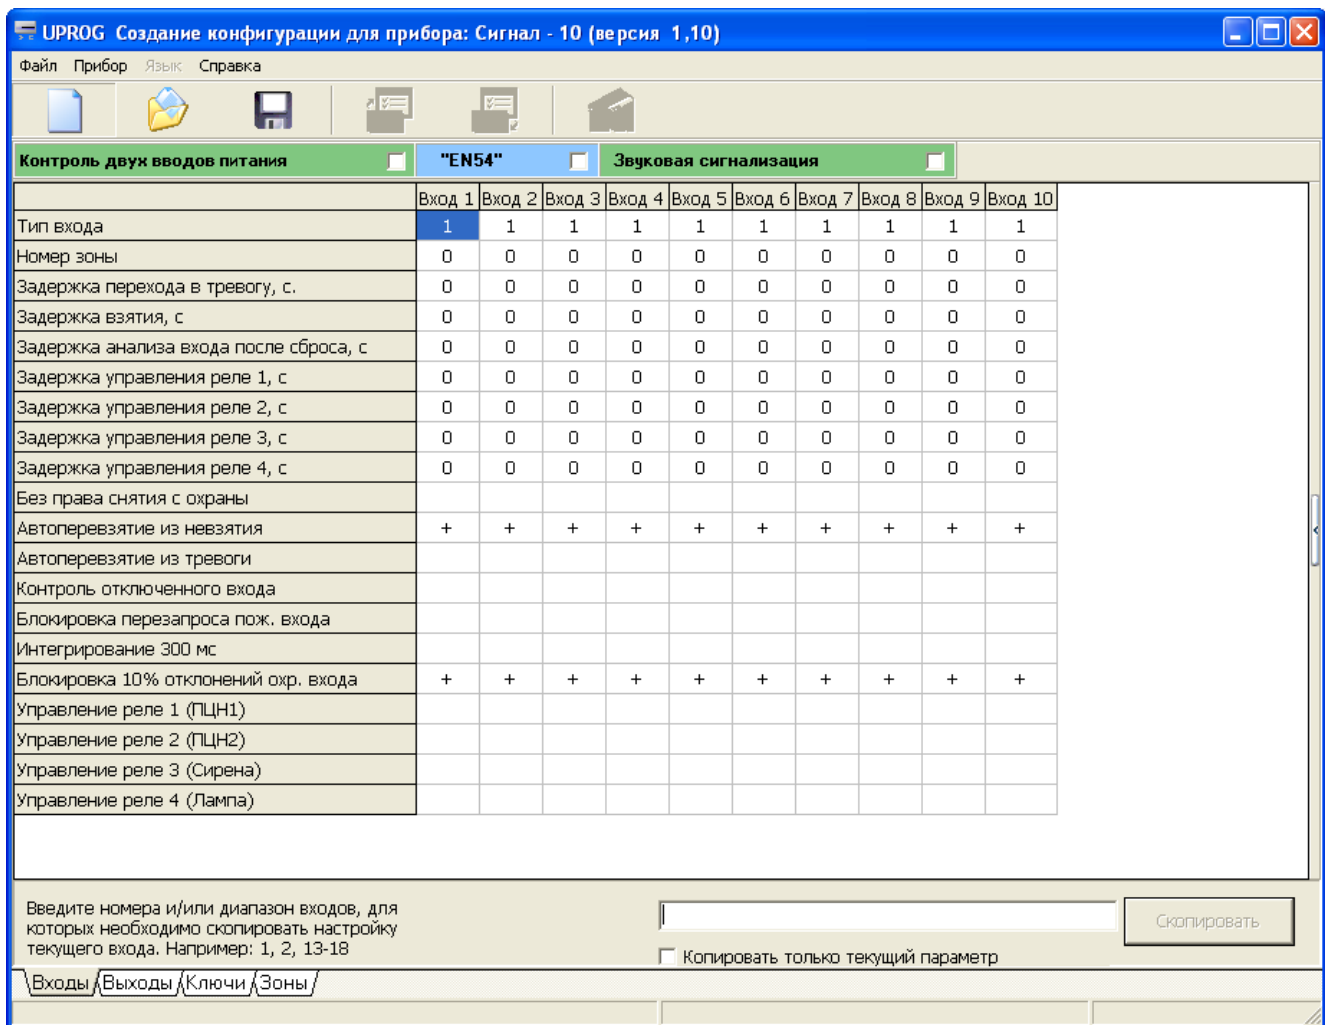 UPROG Создание конфигурации для прибора: Сигнал - 10 (версия 1,10)
Файл Прибор Язык Справка
Контроль двух вводов питания "EN54" Звуковая сигнализация
Вход 1 Вход 2 Вход 3 Вход 4 Вход 5 Вход 6 Вход 7 Вход 8 Вход 9 Вход 10
Тип входа 1 1 1 1 1 1 1 1 1 1
Номер зоны 0 0 0 0 0 0 0 0 0 0
Задержка перехода в тревогу, с. 0 0 0 0 0 0 0 0 0 0
Задержка взятия, с 0 0 0 0 0 0 0 0 0 0
Задержка анализа входа после сброса, с 0 0 0 0 0 0 0 0 0 0
Задержка управления реле 1, с 0 0 0 0 0 0 0 0 0 0
Задержка управления реле 2, с 0 0 0 0 0 0 0 0 0 0
Задержка управления реле 3, с 0 0 0 0 0 0 0 0 0 0
Задержка управления реле 4, с 0 0 0 0 0 0 0 0 0 0
Без права снятия с охраны
Автоперевзятие из невзятия + + + + + + + + + +
Автоперевзятие из тревоги
Контроль отключенного входа
Блокировка перезапроса пож. входа
Интегрирование 300 мс
Блокировка 10% отклонений охр. входа + + + + + + + + + +
Управление реле 1 (ПЦН1)
Управление реле 2 (ПЦН2)
Управление реле 3 (Сирена)
Управление реле 4 (Лампа)
Введите номера и/или диапазон входов, для
которых необходимо скопировать настройку
текущего входа. Например: 1, 2, 13-18
Скопировать
Копировать только текущий параметр
Входы Выходы Ключи Зоны